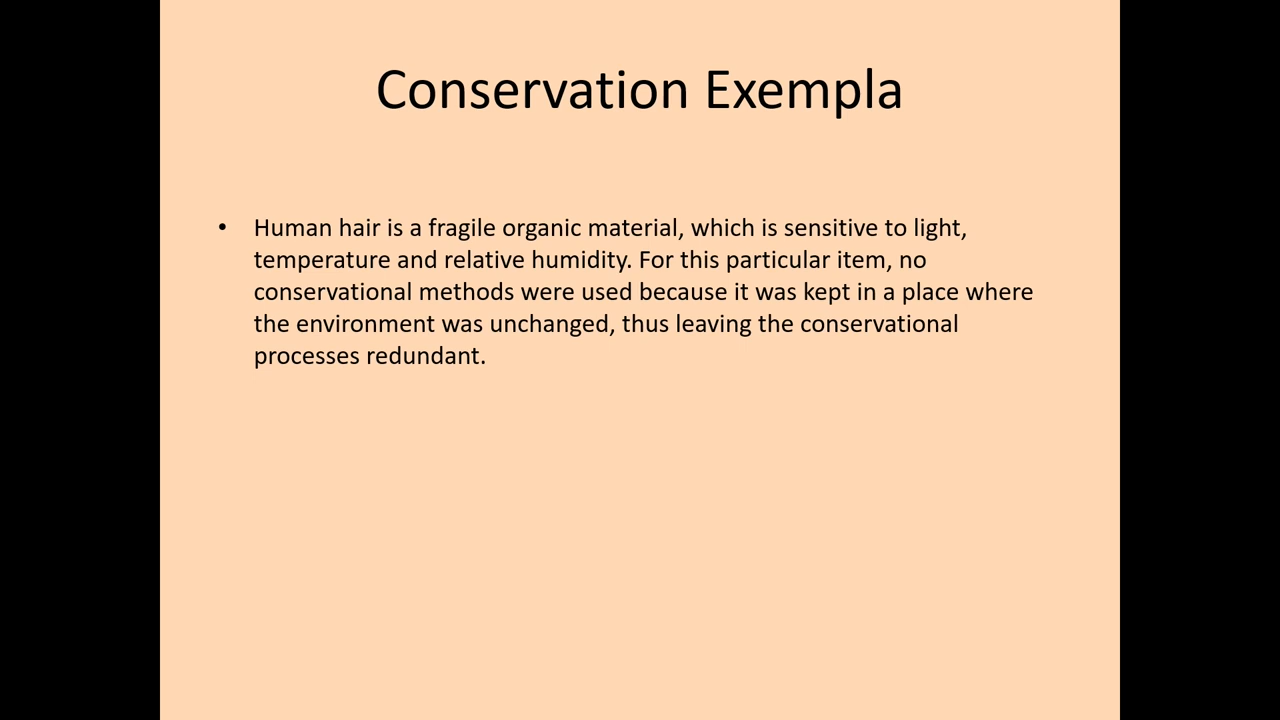 Conservation Exempla
• Human hair is a fragile organic material, which is sensitive to light,
temperature and relative humidity. For this particular item, no
conservational methods were used because it was kept in a place where
the environment was unchanged, thus leaving the conservational
processes redundant.